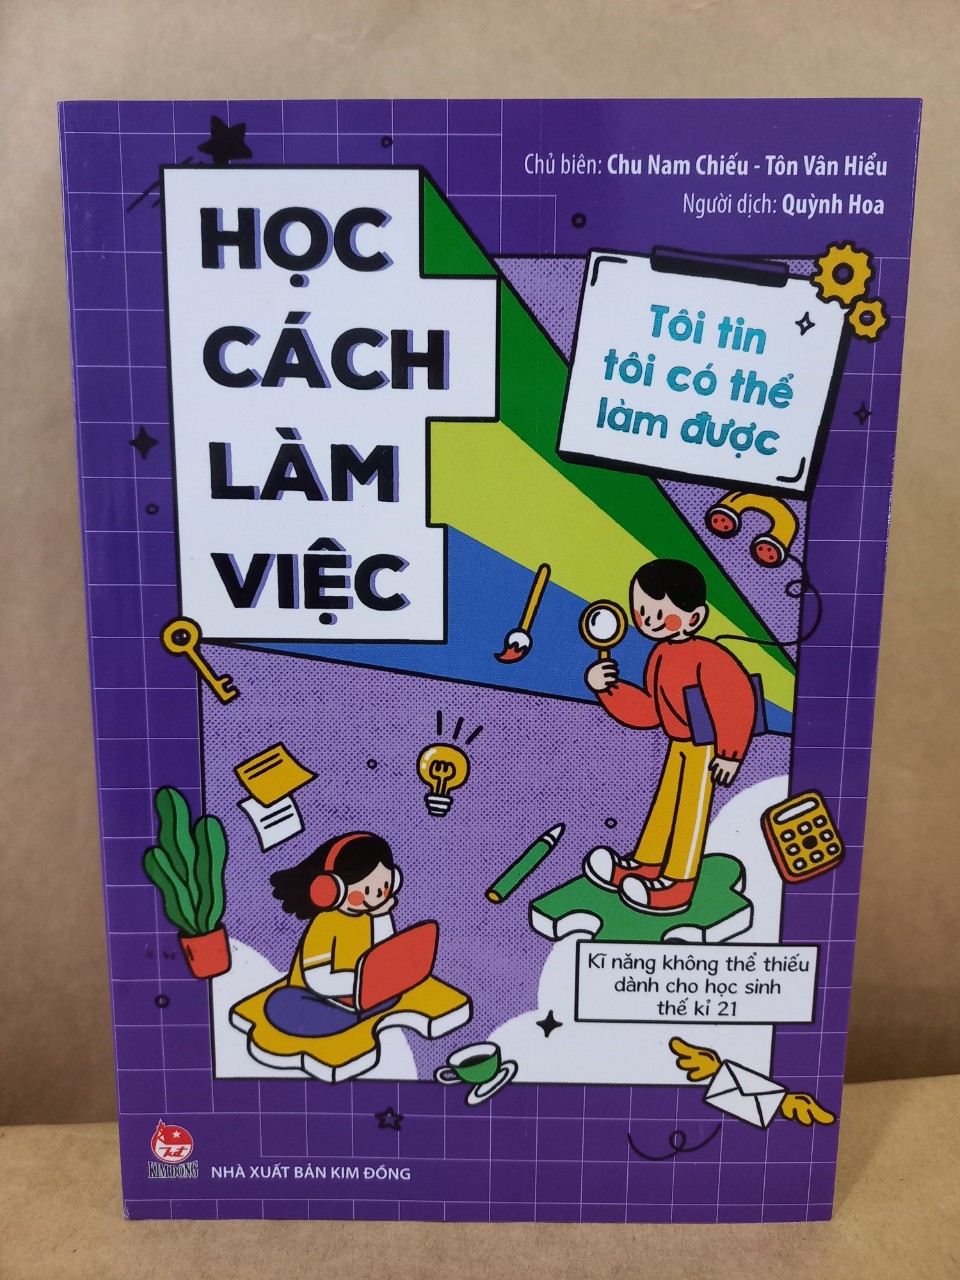 Chủ biên: Chu Nam Chiếu - Tôn Vân Hiểu
Người dịch: Quỳnh Hoa
HỌC
CÁCH
LÀM
VIỆC
Tôi tin
tôi có thể
làm được
Kĩ năng không thể thiếu
dành cho học sinh
thế kỉ 21
KIM ĐỒNG
NHÀ XUẤT BẢN KIM ĐỒNG